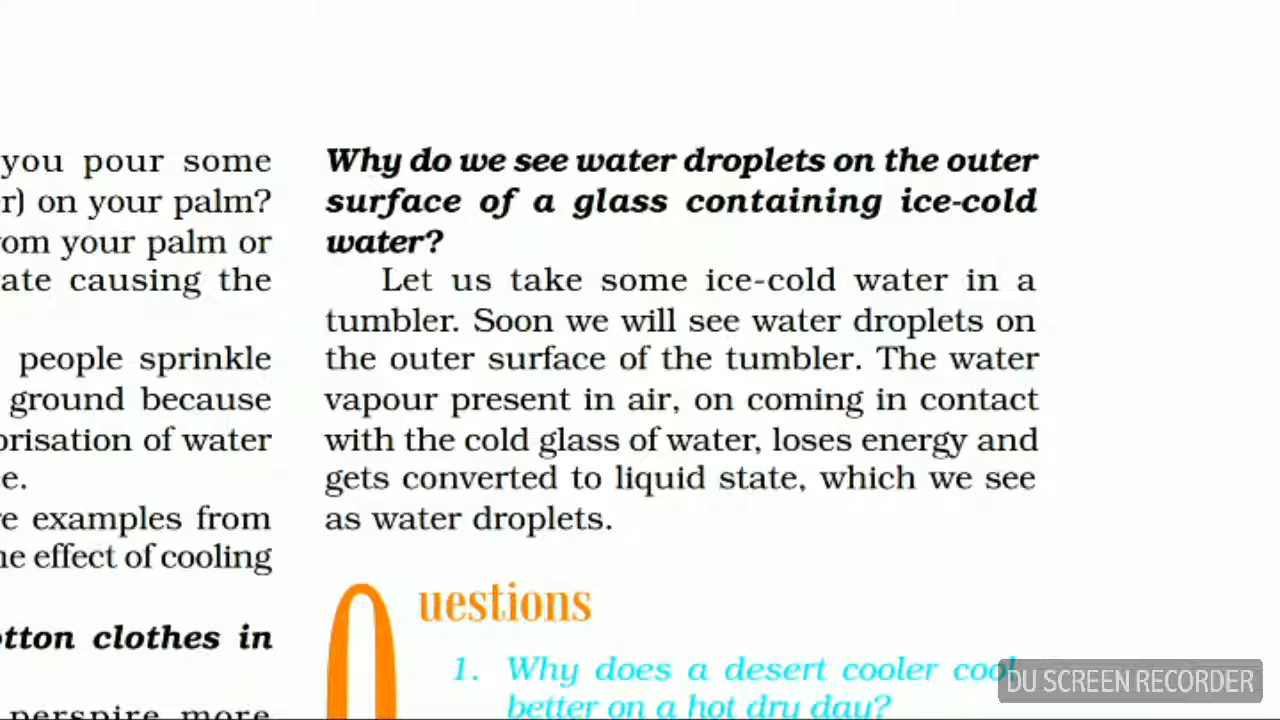 you pour some
r) on your palm?
om your palm or
ate causing the
people sprinkle
ground because
orisation of water
e.
e examples from
he effect of cooling
otton clothes in
perspire more
Why do we see water droplets on the outer
surface of a glass containing ice-cold
water?
Let us take some ice-cold water in a
tumbler. Soon we will see water droplets on
the outer surface of the tumbler. The water
vapour present in air, on coming in contact
with the cold glass of water, loses energy and
gets converted to liquid state, which we see
as water droplets.
Questions
1. Why does a desert cooler cool
better on a hot dry day?
DU SCREEN RECORDER